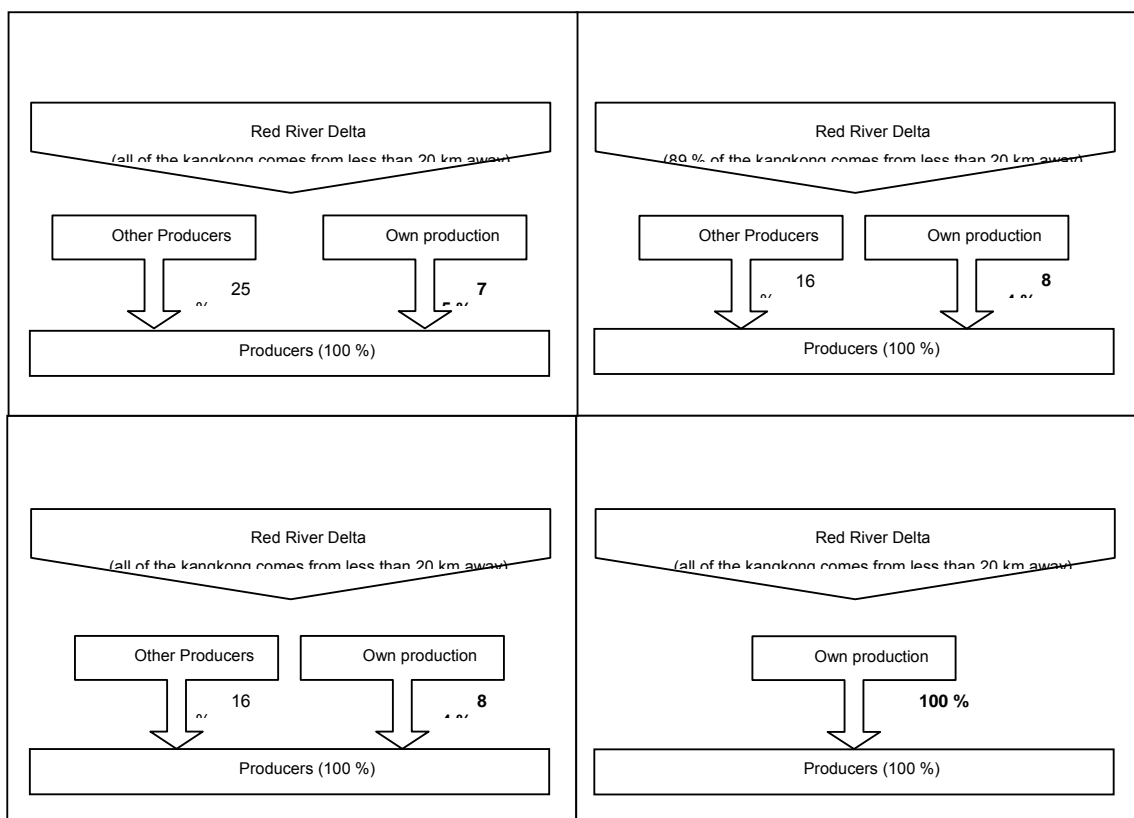 Red River Delta
(all of the kangkong comes from less than 20 km away)
Other Producers
Own production
25
%
7
5 %
Producers (100 %)
Red River Delta
(89 % of the kangkong comes from less than 20 km away)
Other Producers
Own production
16
%
8
4 %
Producers (100 %)
Red River Delta
(all of the kangkong comes from less than 20 km away)
Other Producers
Own production
16
%
8
4 %
Producers (100 %)
Red River Delta
(all of the kangkong comes from less than 20 km away)
Own production
100 %
Producers (100 %)